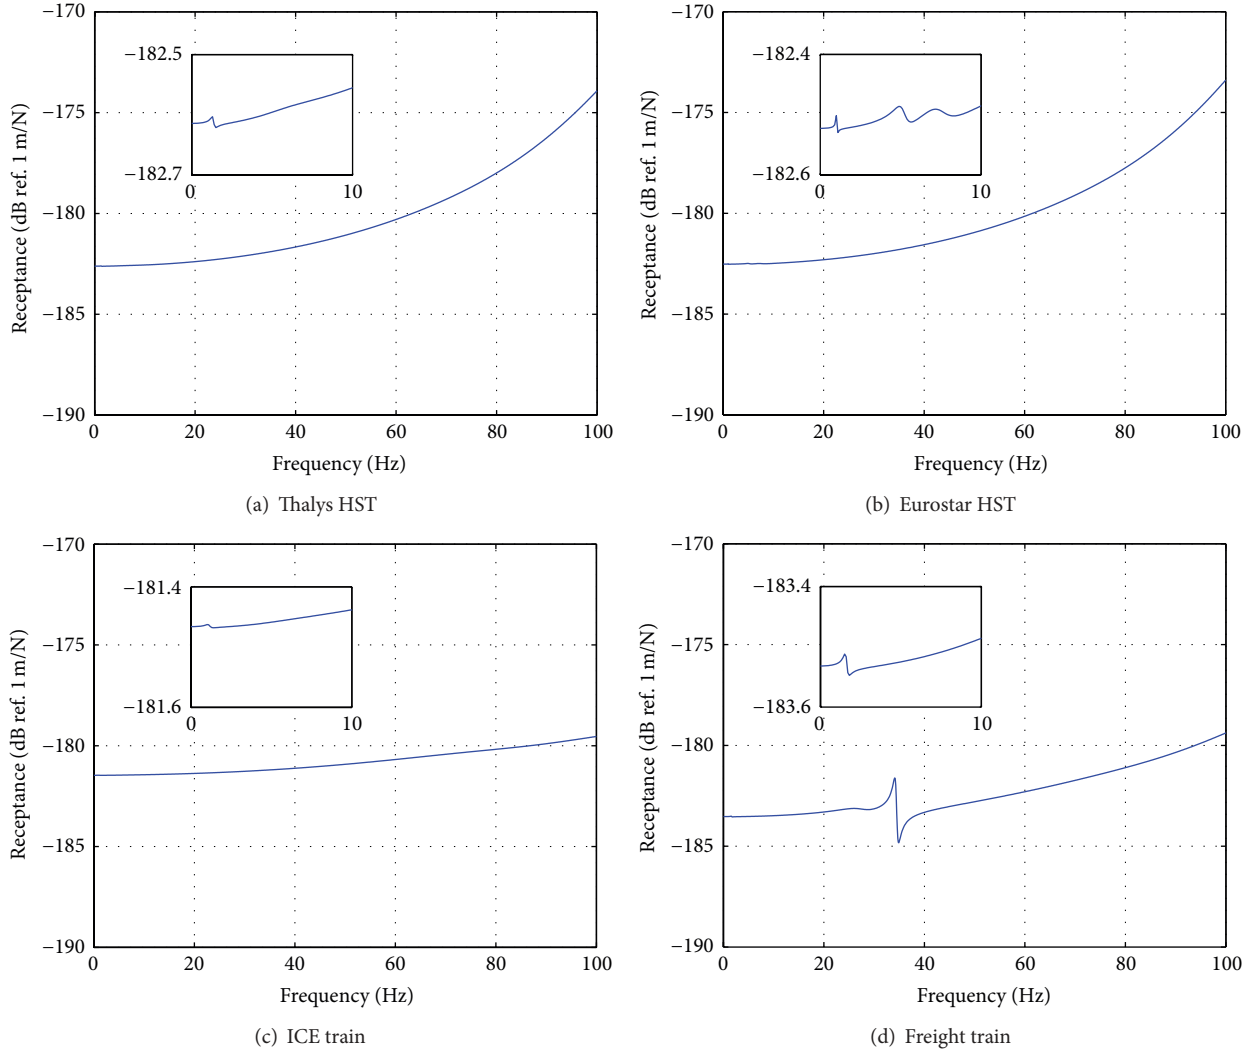 −170
−175
−180
−185
−190
Receptance (dB ref. 1 m/N)
−182.5
−182.7
0 10
0 20 40 60 80 100
Frequency (Hz)
(a) Thalys HST
−170
−175
−180
−185
−190
Receptance (dB ref. 1 m/N)
−182.4
−182.6
0 10
0 20 40 60 80 100
Frequency (Hz)
(b) Eurostar HST
−170
−175
−180
−185
−190
Receptance (dB ref. 1 m/N)
−181.4
−181.6
0 10
0 20 40 60 80 100
Frequency (Hz)
(c) ICE train
−170
−175
−180
−185
−190
Receptance (dB ref. 1 m/N)
−183.4
−183.6
0 10
0 20 40 60 80 100
Frequency (Hz)
(d) Freight train